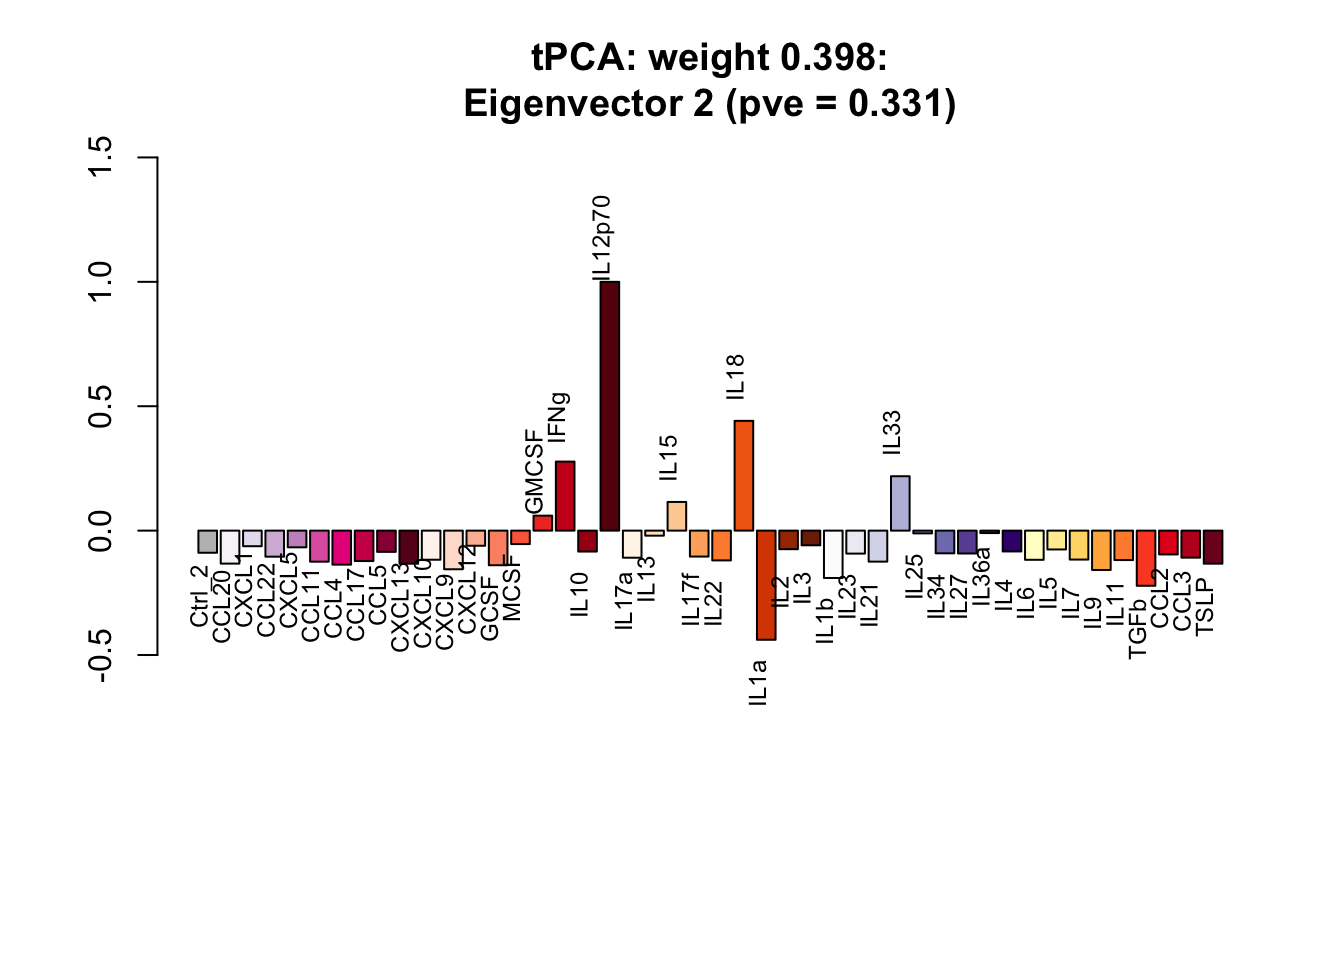 tPCA: weight 0.398:
Eigenvector 2 (pve = 0.331)
1.5
1.0
0.5
0.0
-0.5
Ctrl_2
CCL20
CXCL1
CCL22
CXCL5
CCL11
CCL4
CCL17
CCL5
CXCL13
CXCL10
CXCL9
CXCL12
GCSF
MCSF
GMCSF
IFNg
IL10
IL12p70
IL17a
IL13
IL15
IL17f
IL22
IL18
IL1a
IL2
IL3
IL1b
IL23
IL21
IL33
IL25
IL34
IL27
IL36a
IL4
IL6
IL5
IL7
IL9
IL11
TGFb
CCL2
CCL3
TSLP